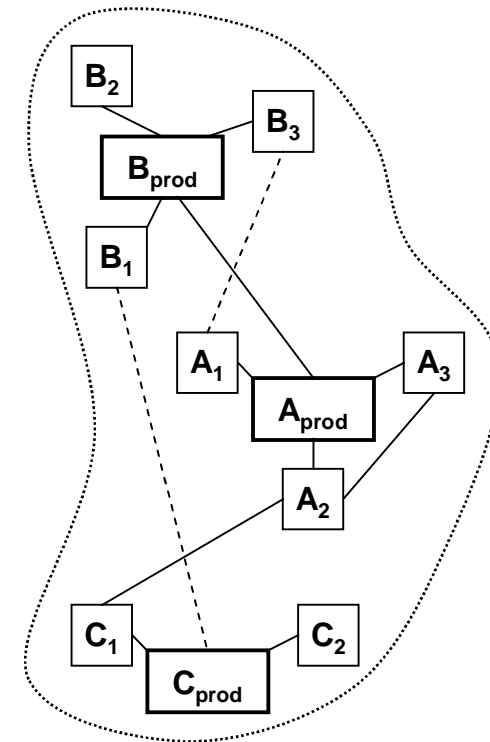 B₂
B₃
Bprod
B₁
A₁
A₃
Aprod
A₂
C₁
C₂
Cprod